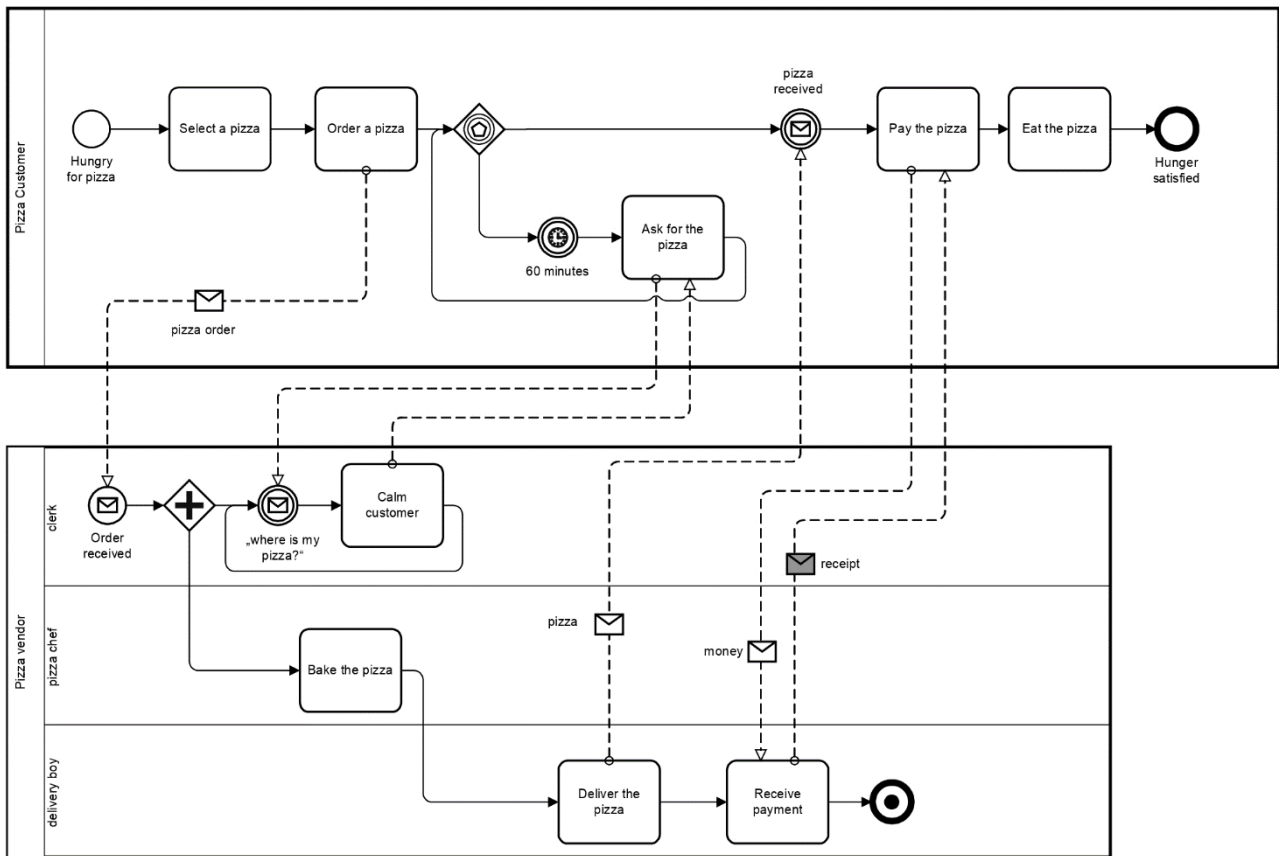 Pizza Customer
Hungry
for pizza
Select a pizza
Order a pizza
pizza
received
Pay the pizza
Eat the pizza
Hunger
satisfied
60 minutes
Ask for the
pizza
pizza order
Pizza vendor
clerk
Order
received
„where is my
pizza?“
Calm
customer
receipt
pizza chef
Bake the pizza
pizza
money
delivery boy
Deliver the
pizza
Receive
payment